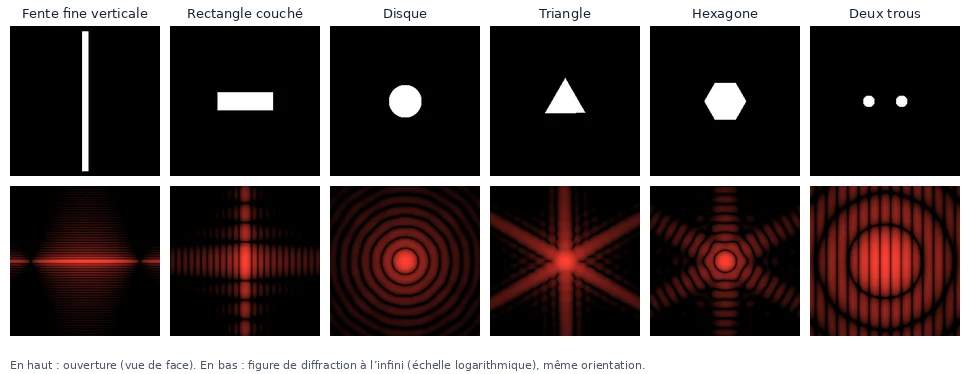 Fente fine verticale
Rectangle couché
Disque
Triangle
Hexagone
Deux trous
En haut : ouverture (vue de face). En bas : figure de diffraction à l’infini (échelle logarithmique), même orientation.